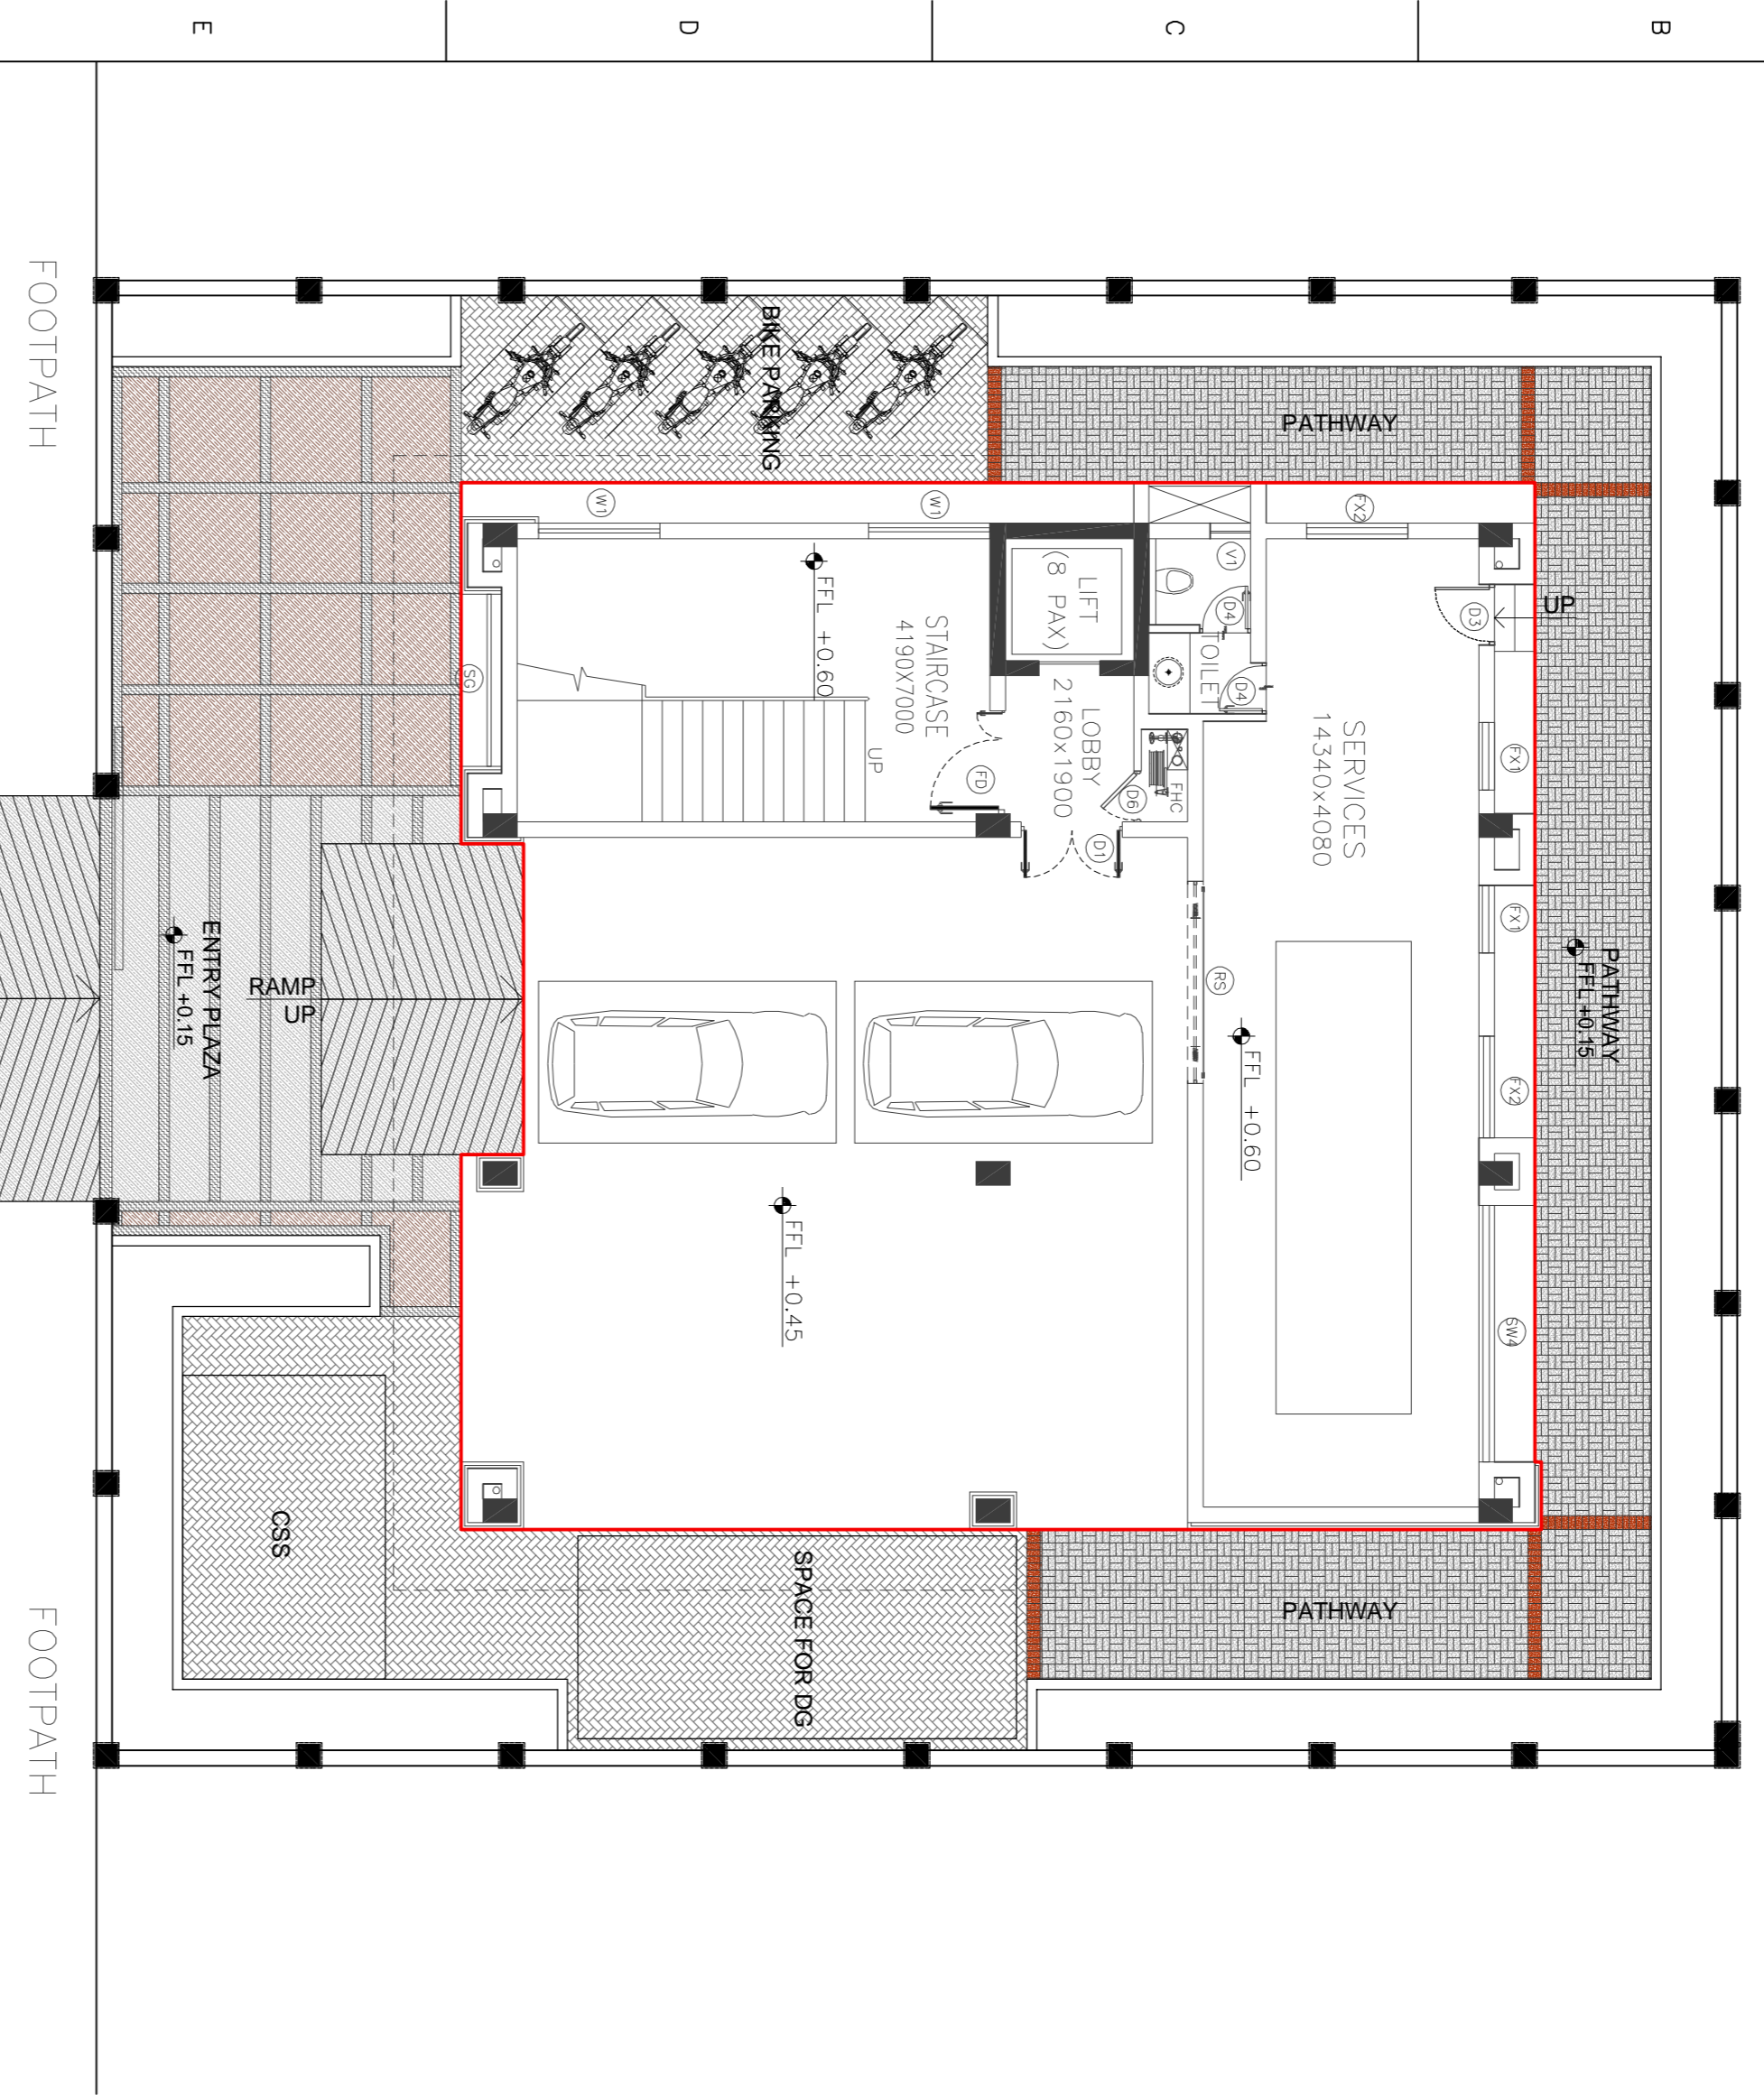 E
D
C
B
FOOTPATH
FOOTPATH
BIKE PARKING
PATHWAY
W1
W1
FX2
V1
D4
D4
TOILET
LIFT
(8 PAX)
FFL +0.60
STAIRCASE
4190X7000
UP
SG
FD
LOBBY
2160x1900
D6
FHC
D1
SERVICES
14340x4080
D3
UP
FX1
FX1
FX2
SW4
RS
FFL +0.60
PATHWAY
FFL+0.15
ENTRY PLAZA
FFL +0.15
RAMP
UP
FFL +0.45
CSS
SPACE FOR DG
PATHWAY